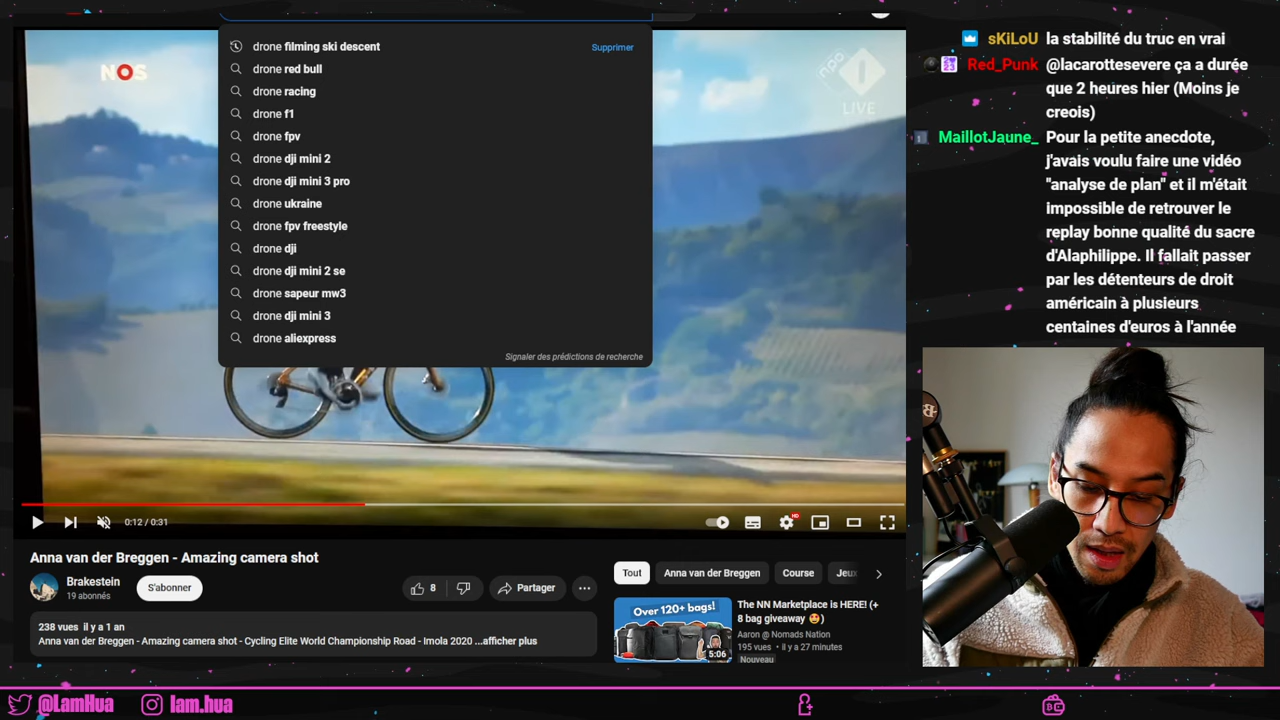 drone filming ski descent
Supprimer
drone red bull
drone racing
drone f1
drone fpv
drone dji mini 2
drone dji mini 3 pro
drone ukraine
drone fpv freestyle
drone dji
drone dji mini 2 se
drone sapeur mw3
drone dji mini 3
drone aliexpress
Signaler des prédictions de recherche
NOS
npo 1
LIVE
0:12 / 0:31
HD
Anna van der Breggen - Amazing camera shot
Brakestein
19 abonnés
S'abonner
8
Partager
238 vues il y a 1 an
Anna van der Breggen - Amazing camera shot - Cycling Elite World Championship Road - Imola 2020 ...afficher plus
Tout
Anna van der Breggen
Course
Jeux
Over 120+ bags!
5:06
The NN Marketplace is HERE! (+
8 bag giveaway 🤩)
Aaron @ Nomads Nation
195 vues • il y a 27 minutes
Nouveau
sKiLoU la stabilité du truc en vrai
Red_Punk @lacarottesevere ça a durée
que 2 heures hier (Moins je
creois)
MaillotJaune_ Pour la petite anecdote,
j'avais voulu faire une vidéo
"analyse de plan" et il m'était
impossible de retrouver le
replay bonne qualité du sacre
d'Alaphilippe. Il fallait passer
par les détenteurs de droit
américain à plusieurs
centaines d'euros à l'année
@LamHua
lam.hua